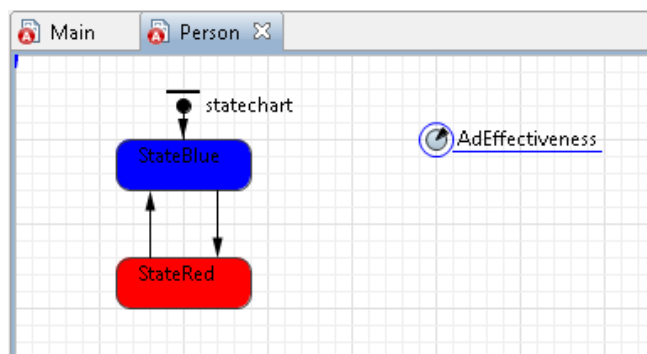 Main
Person
statechart
StateBlue
AdEffectiveness
StateRed